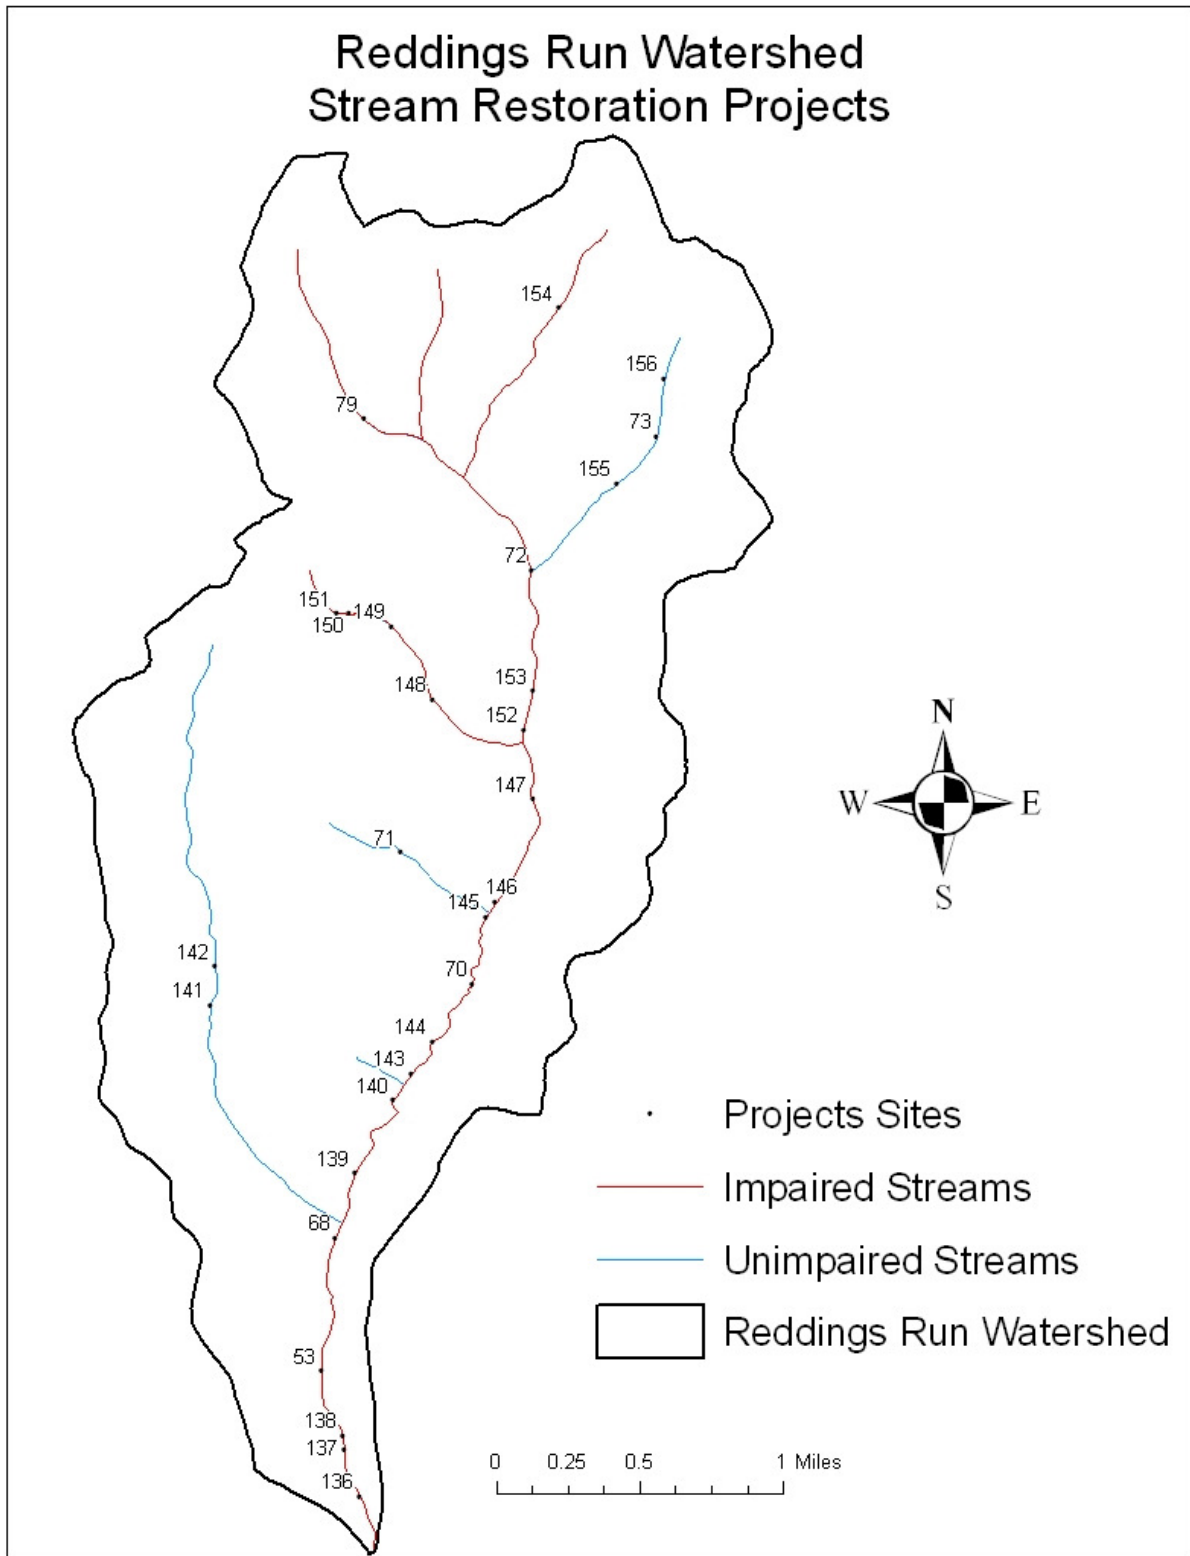 Reddings Run Watershed
Stream Restoration Projects
154
156
79
73
155
72
151
149
150
153
148
152
147
71
146
145
142
70
141
144
143
140
139
68
53
138
137
136
N
W
E
S
Projects Sites
Impaired Streams
Unimpaired Streams
Reddings Run Watershed
0 0.25 0.5 1 Miles